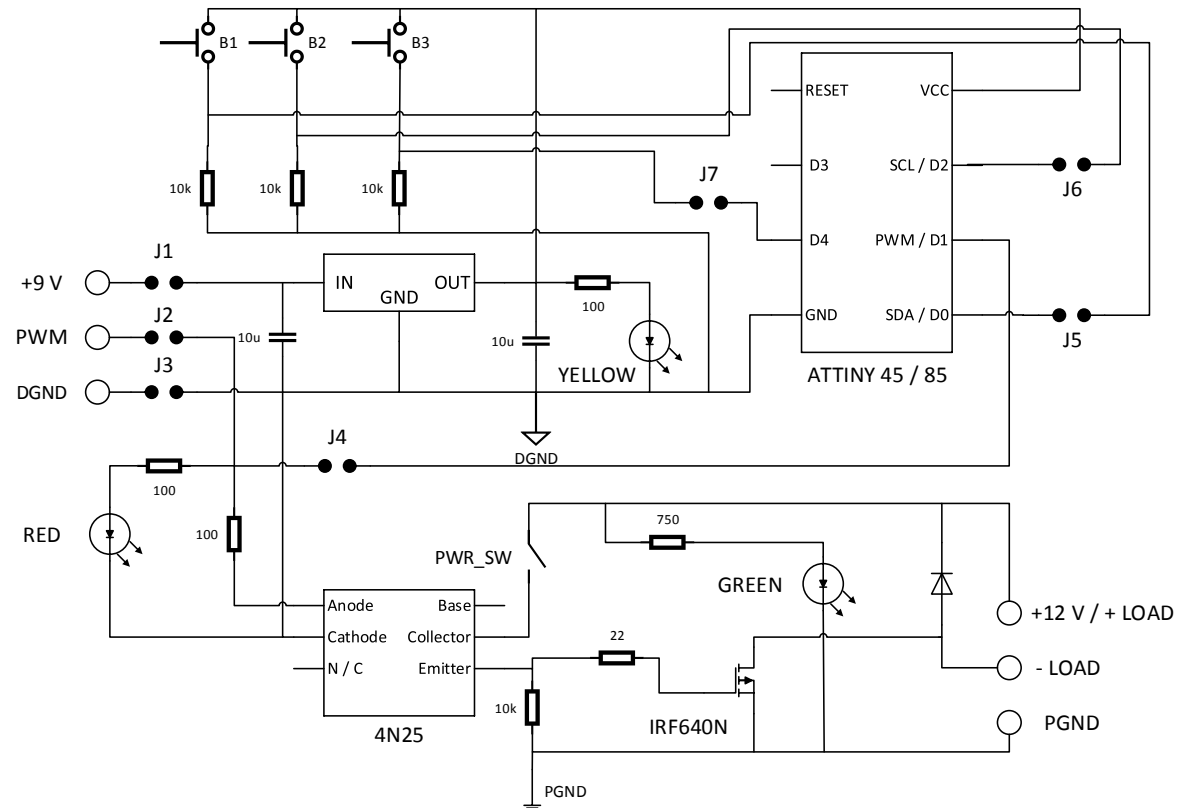 B1
B2
B3
RESET
VCC
10k
10k
10k
D3
SCL / D2
J7
J6
D4
PWM / D1
J1
+9 V
IN
OUT
GND
100
GND
SDA / D0
J5
J2
PWM
10u
10u
YELLOW
ATTINY 45 / 85
J3
DGND
J4
DGND
100
RED
100
PWR_SW
750
GREEN
Anode
Base
+12 V / + LOAD
Cathode
Collector
22
N / C
Emitter
- LOAD
10k
IRF640N
PGND
4N25
PGND